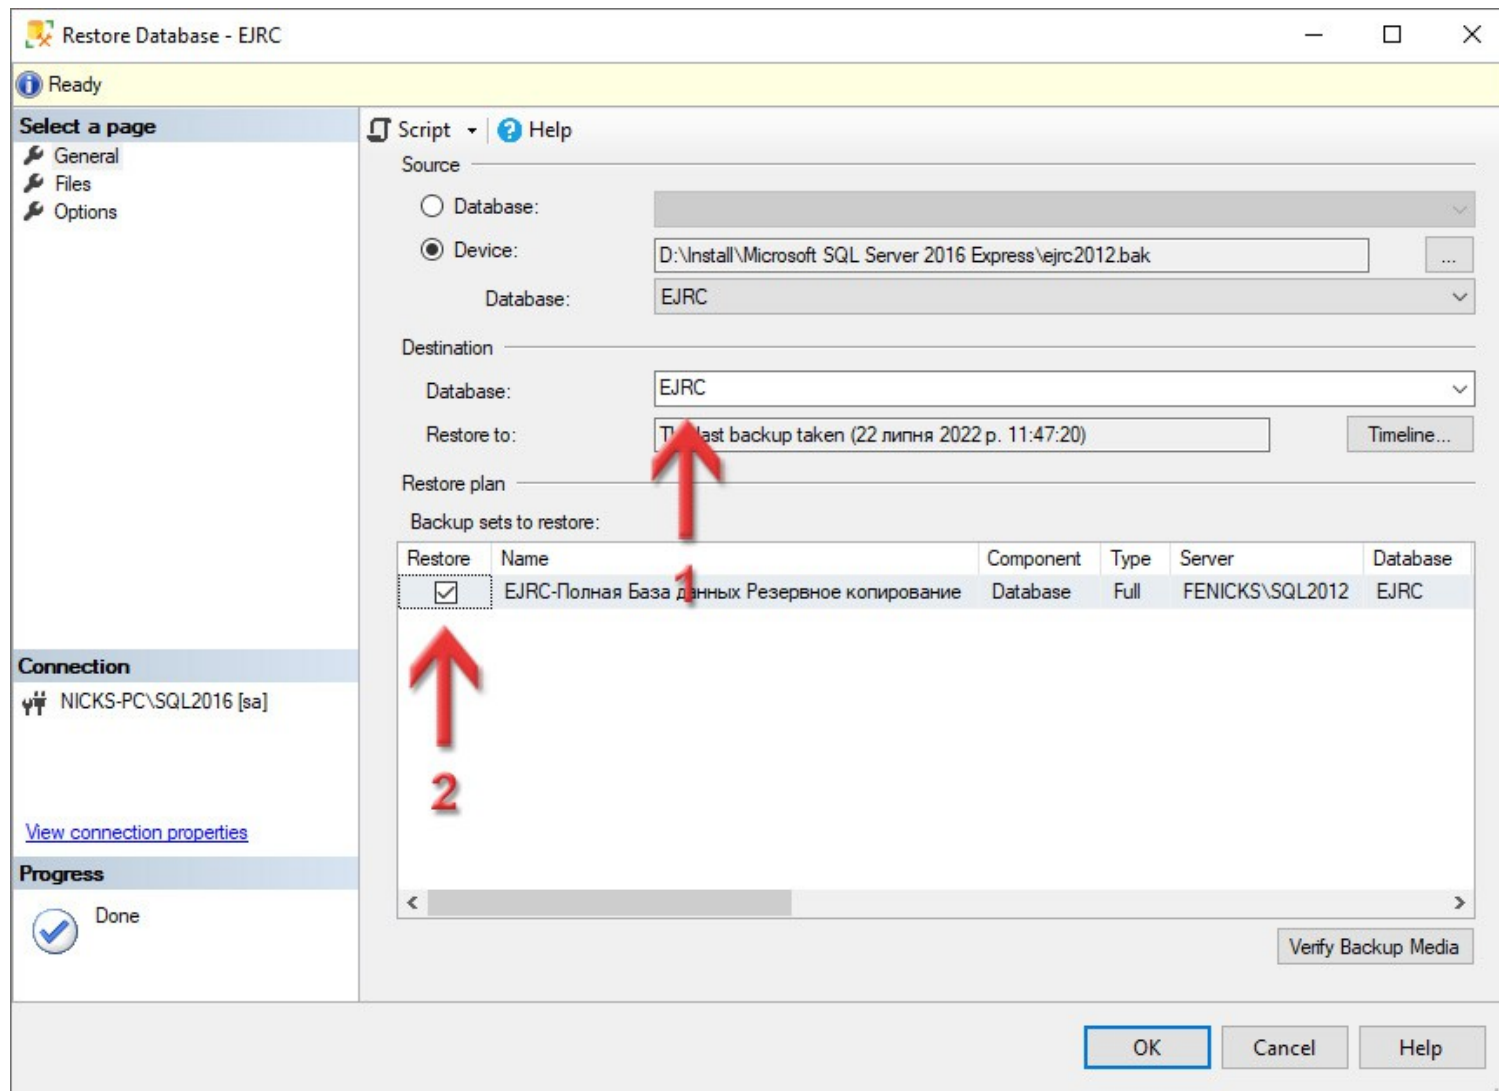 Restore Database - EJRC
Ready
Select a page
General
Files
Options
Script
Help
Source
Database:
Device:
D:\Install\Microsoft SQL Server 2016 Express\ejrc2012.bak
...
Database:
EJRC
Destination
Database:
EJRC
Restore to:
last backup taken (22 липня 2022 р. 11:47:20)
Timeline...
Restore plan
Backup sets to restore:
Restore Name Component Type Server Database
EJRC-Полная База данных Резервное копирование Database Full FENICKS\SQL2012 EJRC
1
2
Connection
NICKS-PC\SQL2016 [sa]
View connection properties
Progress
Done
Verify Backup Media
OK
Cancel
Help